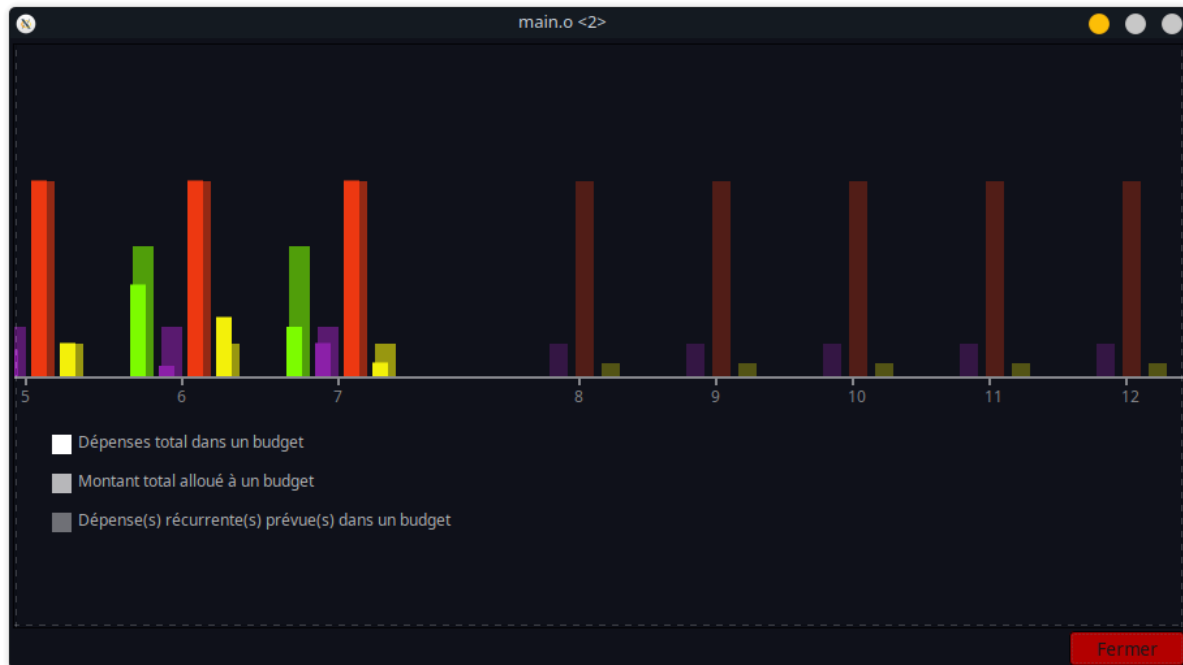 main.o <2>
5 6 7 8 9 10 11 12
Dépenses total dans un budget
Montant total alloué à un budget
Dépense(s) récurrente(s) prévue(s) dans un budget
Fermer